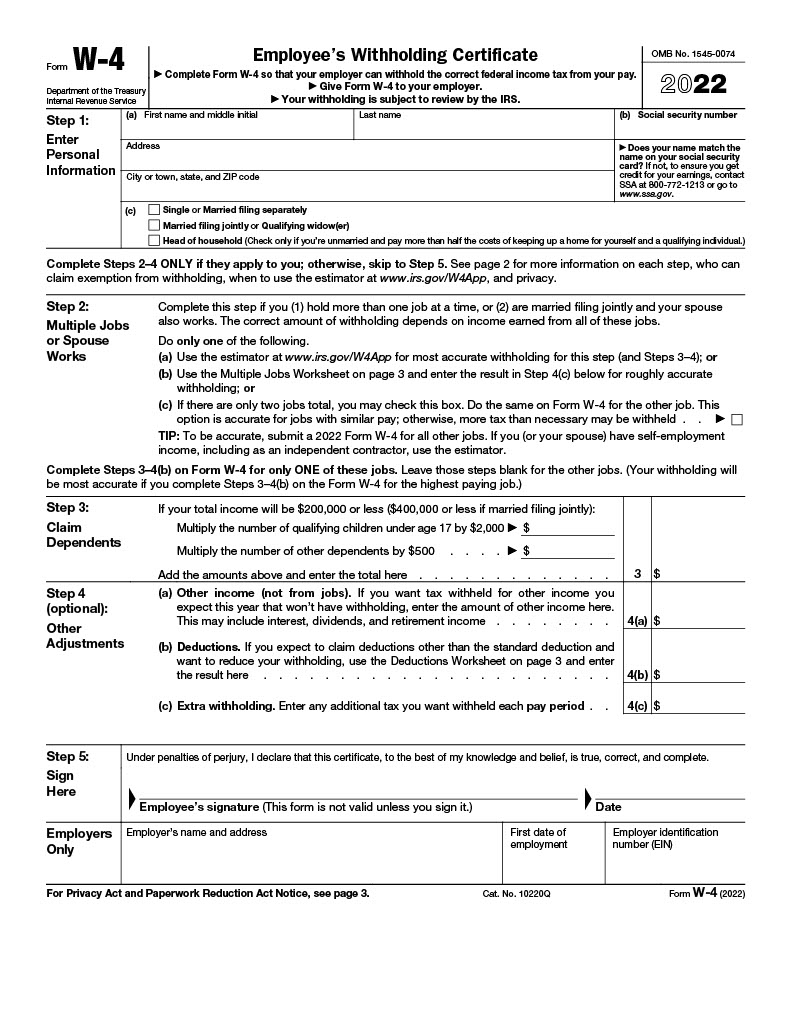 Form W-4
Department of the Treasury
Internal Revenue Service
Employee's Withholding Certificate
▶ Complete Form W-4 so that your employer can withhold the correct federal income tax from your pay.
▶ Give Form W-4 to your employer.
▶ Your withholding is subject to review by the IRS.
OMB No. 1545-0074
2022
Step 1:
Enter
Personal
Information
(a) First name and middle initial
Last name
(b) Social security number
Address
City or town, state, and ZIP code
▶ Does your name match the
name on your social security
card? If not, to ensure you get
credit for your earnings, contact
SSA at 800-772-1213 or go to
www.ssa.gov.
(c) Single or Married filing separately
Married filing jointly or Qualifying widow(er)
Head of household (Check only if you're unmarried and pay more than half the costs of keeping up a home for yourself and a qualifying individual.)
Complete Steps 2–4 ONLY if they apply to you; otherwise, skip to Step 5. See page 2 for more information on each step, who can
claim exemption from withholding, when to use the estimator at www.irs.gov/W4App, and privacy.
Step 2:
Multiple Jobs
or Spouse
Works
Complete this step if you (1) hold more than one job at a time, or (2) are married filing jointly and your spouse
also works. The correct amount of withholding depends on income earned from all of these jobs.
Do only one of the following.
(a) Use the estimator at www.irs.gov/W4App for most accurate withholding for this step (and Steps 3–4); or
(b) Use the Multiple Jobs Worksheet on page 3 and enter the result in Step 4(c) below for roughly accurate
withholding; or
(c) If there are only two jobs total, you may check this box. Do the same on Form W-4 for the other job. This
option is accurate for jobs with similar pay; otherwise, more tax than necessary may be withheld . . ▶
TIP: To be accurate, submit a 2022 Form W-4 for all other jobs. If you (or your spouse) have self-employment
income, including as an independent contractor, use the estimator.
Complete Steps 3–4(b) on Form W-4 for only ONE of these jobs. Leave those steps blank for the other jobs. (Your withholding will
be most accurate if you complete Steps 3–4(b) on the Form W-4 for the highest paying job.)
Step 3:
Claim
Dependents
If your total income will be $200,000 or less ($400,000 or less if married filing jointly):
Multiply the number of qualifying children under age 17 by $2,000 ▶ $
Multiply the number of other dependents by $500 . . . . ▶ $
Add the amounts above and enter the total here . . . . . . . . . . . . . 3 $
Step 4
(optional):
Other
Adjustments
(a) Other income (not from jobs). If you want tax withheld for other income you
expect this year that won't have withholding, enter the amount of other income here.
This may include interest, dividends, and retirement income . . . . . . . . 4(a) $
(b) Deductions. If you expect to claim deductions other than the standard deduction and
want to reduce your withholding, use the Deductions Worksheet on page 3 and enter
the result here . . . . . . . . . . . . . . . . . . . . . . . 4(b) $
(c) Extra withholding. Enter any additional tax you want withheld each pay period . . 4(c) $
Step 5:
Sign
Here
Under penalties of perjury, I declare that this certificate, to the best of my knowledge and belief, is true, correct, and complete.
Employee's signature (This form is not valid unless you sign it.)
Date
Employers
Only
Employer's name and address
First date of
employment
Employer identification
number (EIN)
For Privacy Act and Paperwork Reduction Act Notice, see page 3.
Cat. No. 10220Q
Form W-4 (2022)